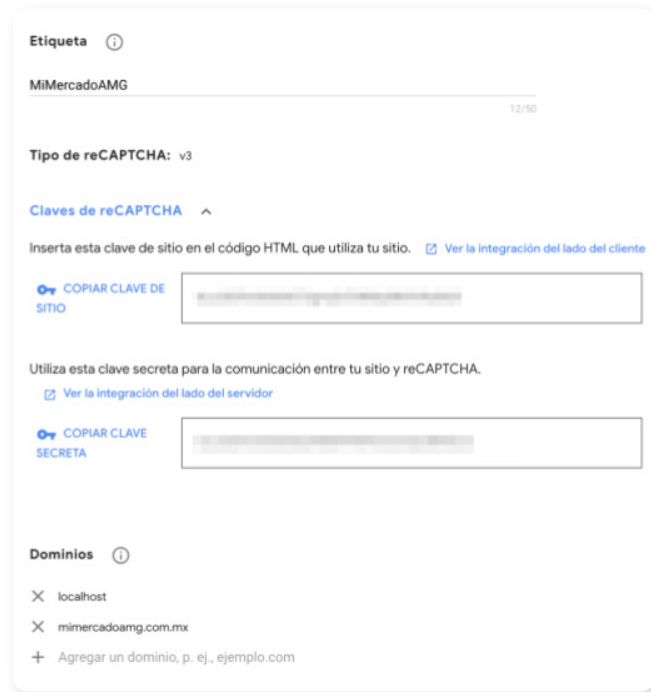 Etiqueta
MiMercadoAMG
12/50
Tipo de reCAPTCHA: v3
Claves de reCAPTCHA
Inserta esta clave de sitio en el código HTML que utiliza tu sitio. Ver la integración del lado del cliente
COPIAR CLAVE DE
SITIO
Utiliza esta clave secreta para la comunicación entre tu sitio y reCAPTCHA.
Ver la integración del lado del servidor
COPIAR CLAVE
SECRETA
Dominios
localhost
mimercadoamg.com.mx
Agregar un dominio, p. ej., ejemplo.com